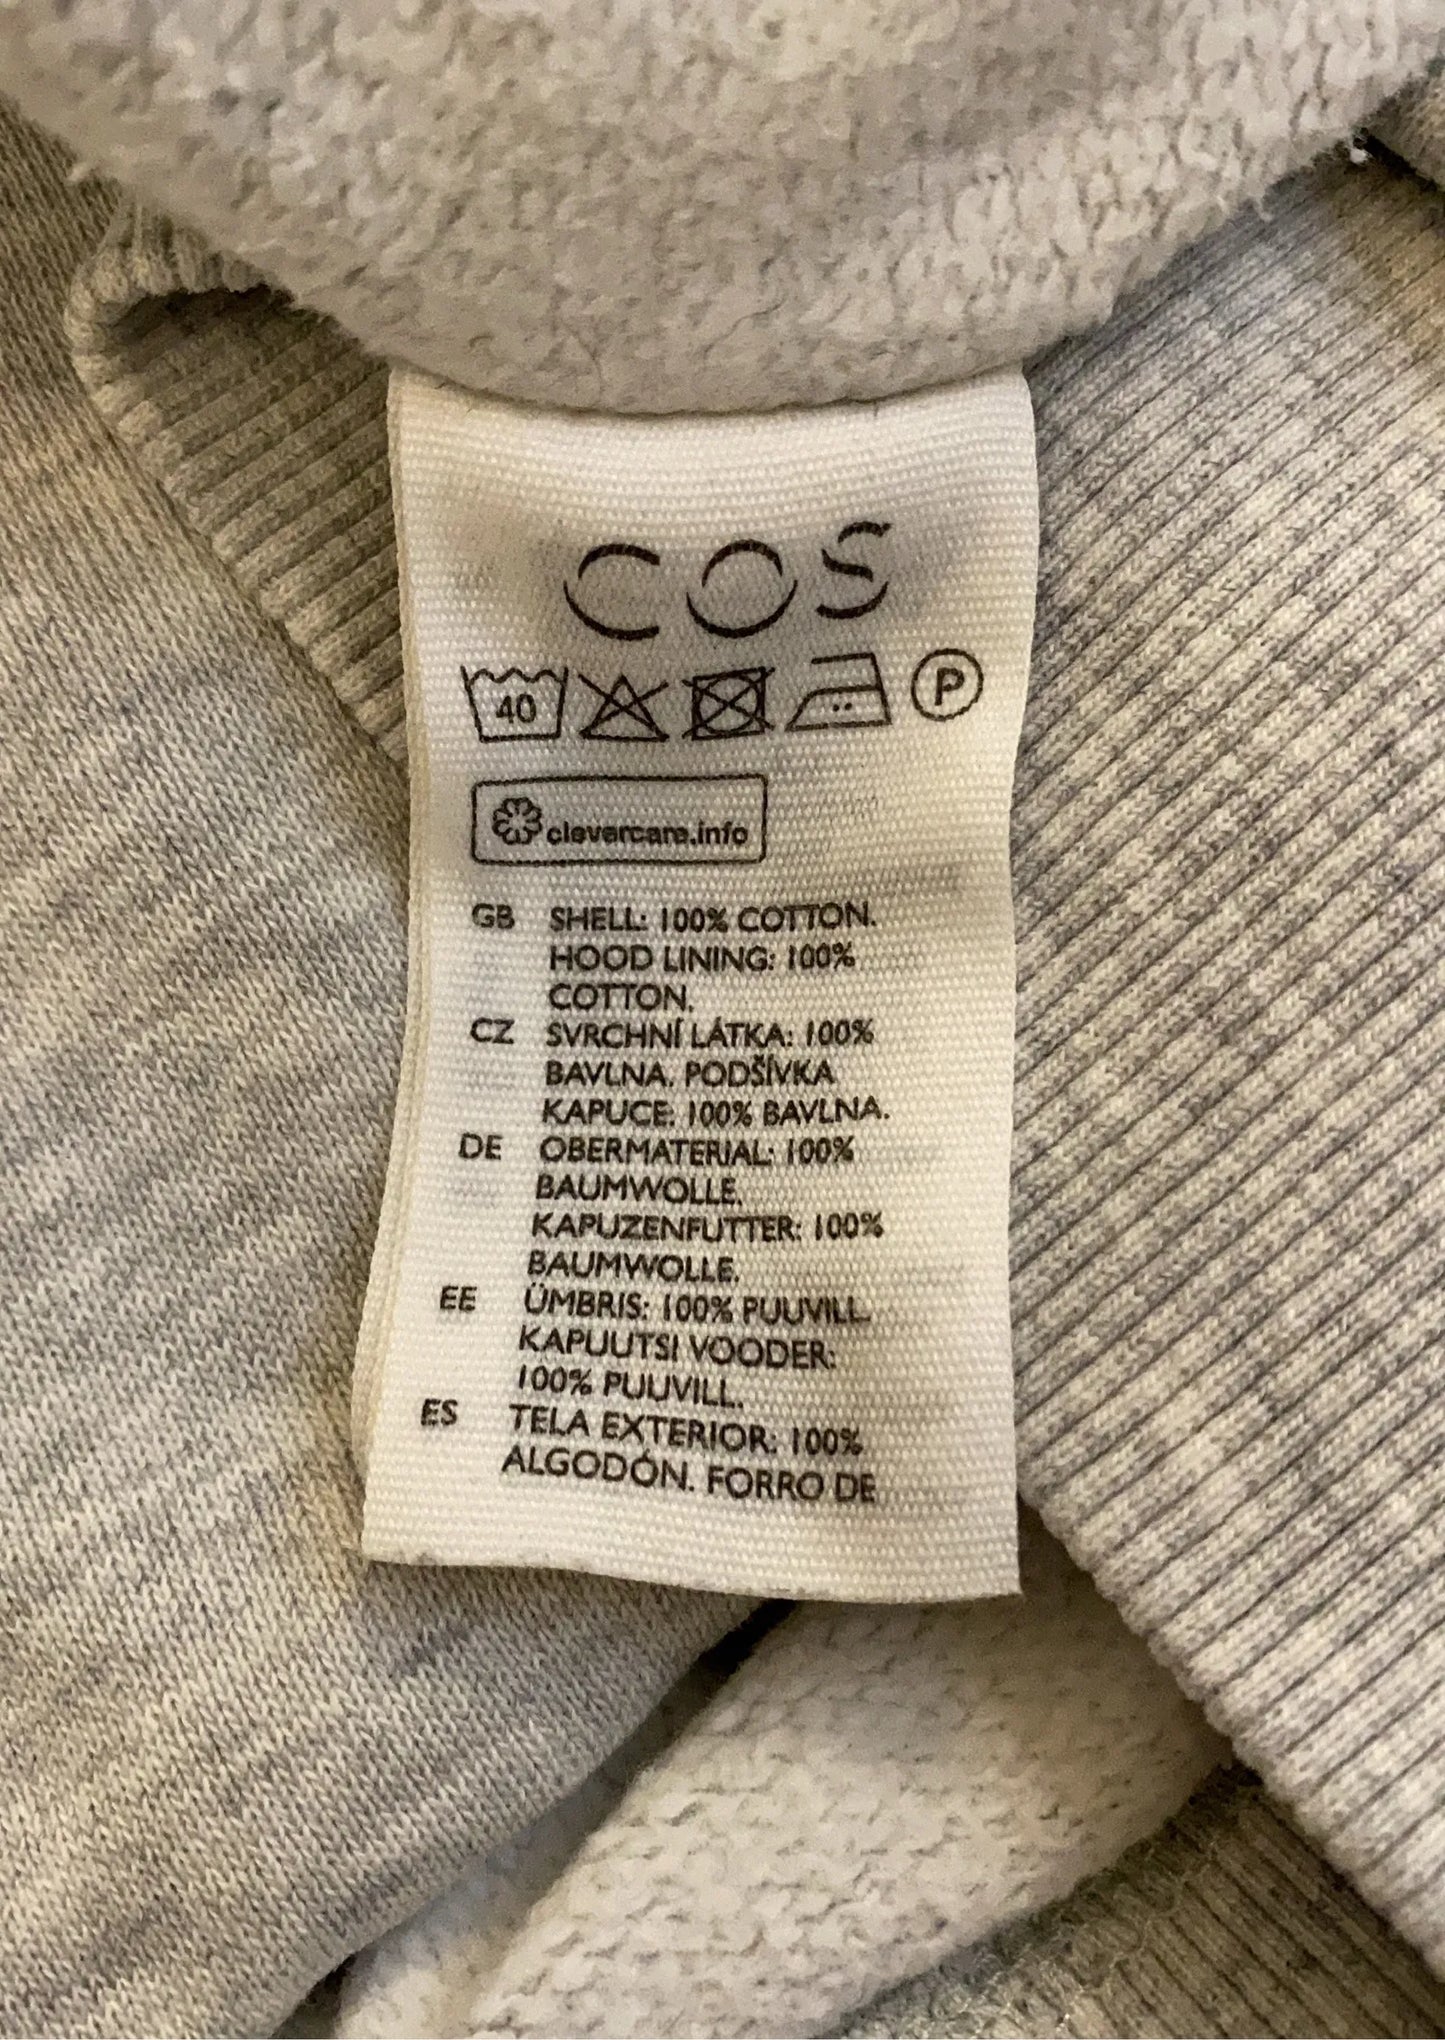 COS
40 P
clevercare.info
GB SHELL: 100% COTTON.
HOOD LINING: 100%
COTTON.
CZ SVRCHNÍ LÁTKA: 100%
BAVLNA. PODŠÍVKA
KAPUCE: 100% BAVLNA.
DE OBERMATERIAL: 100%
BAUMWOLLE.
KAPUZENFUTTER: 100%
BAUMWOLLE.
EE ÜMBRIS: 100% PUUVILL.
KAPUUTSI VOODER:
100% PUUVILL.
ES TELA EXTERIOR: 100%
ALGODÓN. FORRO DE